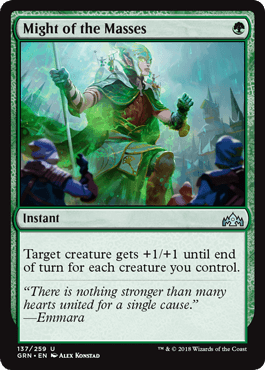 Might of the Masses
Instant
Target creature gets +1/+1 until end
of turn for each creature you control.
“There is nothing stronger than many
hearts united for a single cause.”
—Emmara
137/259 U
GRN • EN Alex Konstad
™ & © 2018 Wizards of the Coast